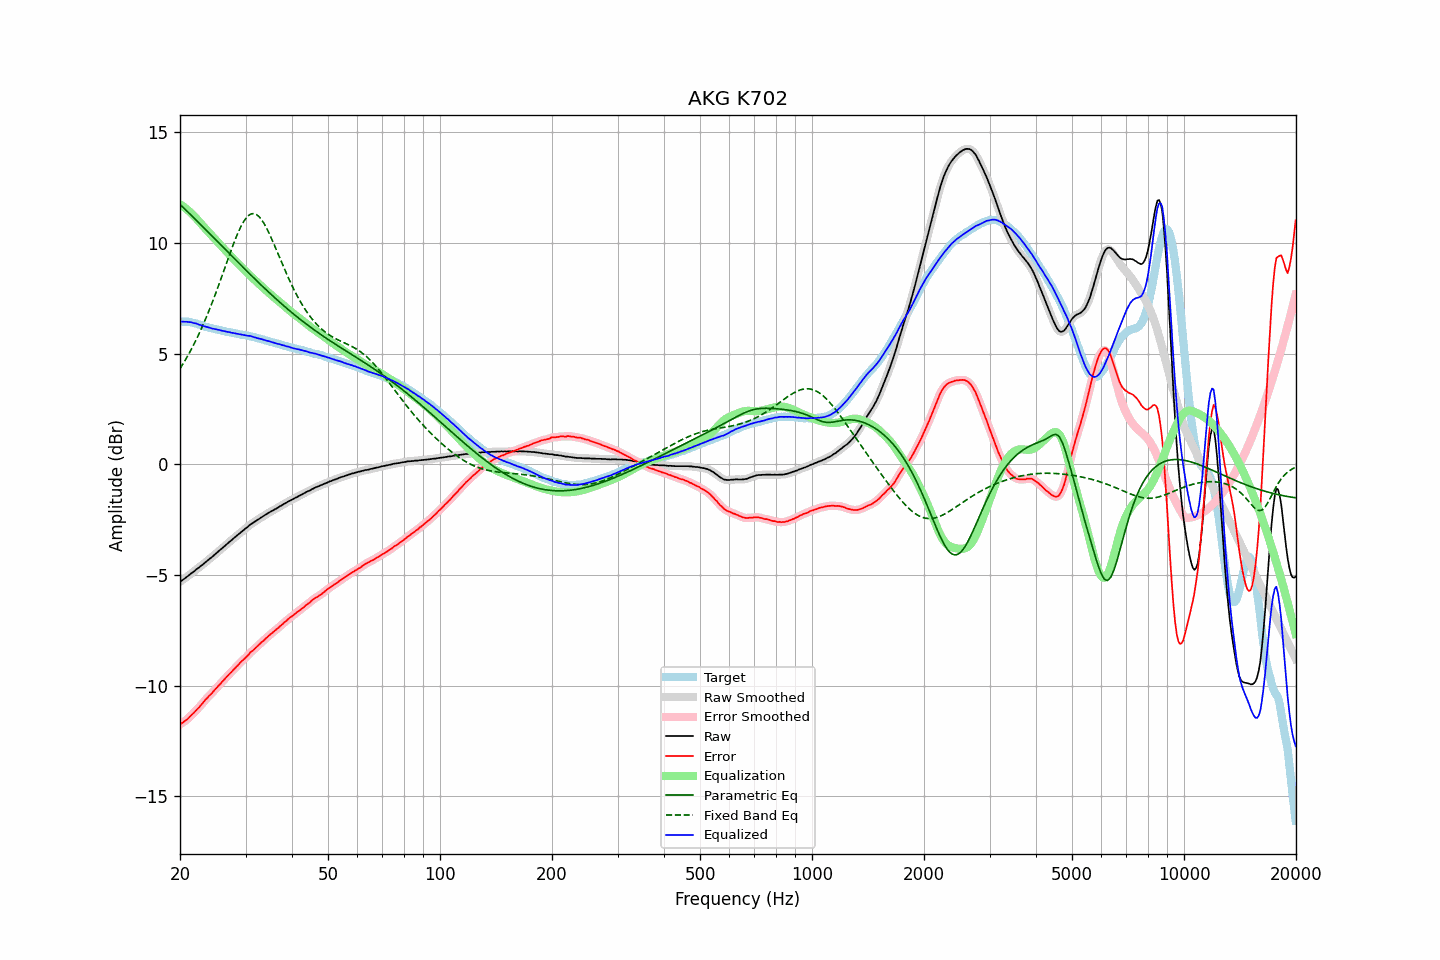 AKG K702
Amplitude (dBr)
15
10
5
0
−5
−10
−15
Target
Raw Smoothed
Error Smoothed
Raw
Error
Equalization
Parametric Eq
Fixed Band Eq
Equalized
20 50 100 200 500 1000 2000 5000 10000 20000
Frequency (Hz)